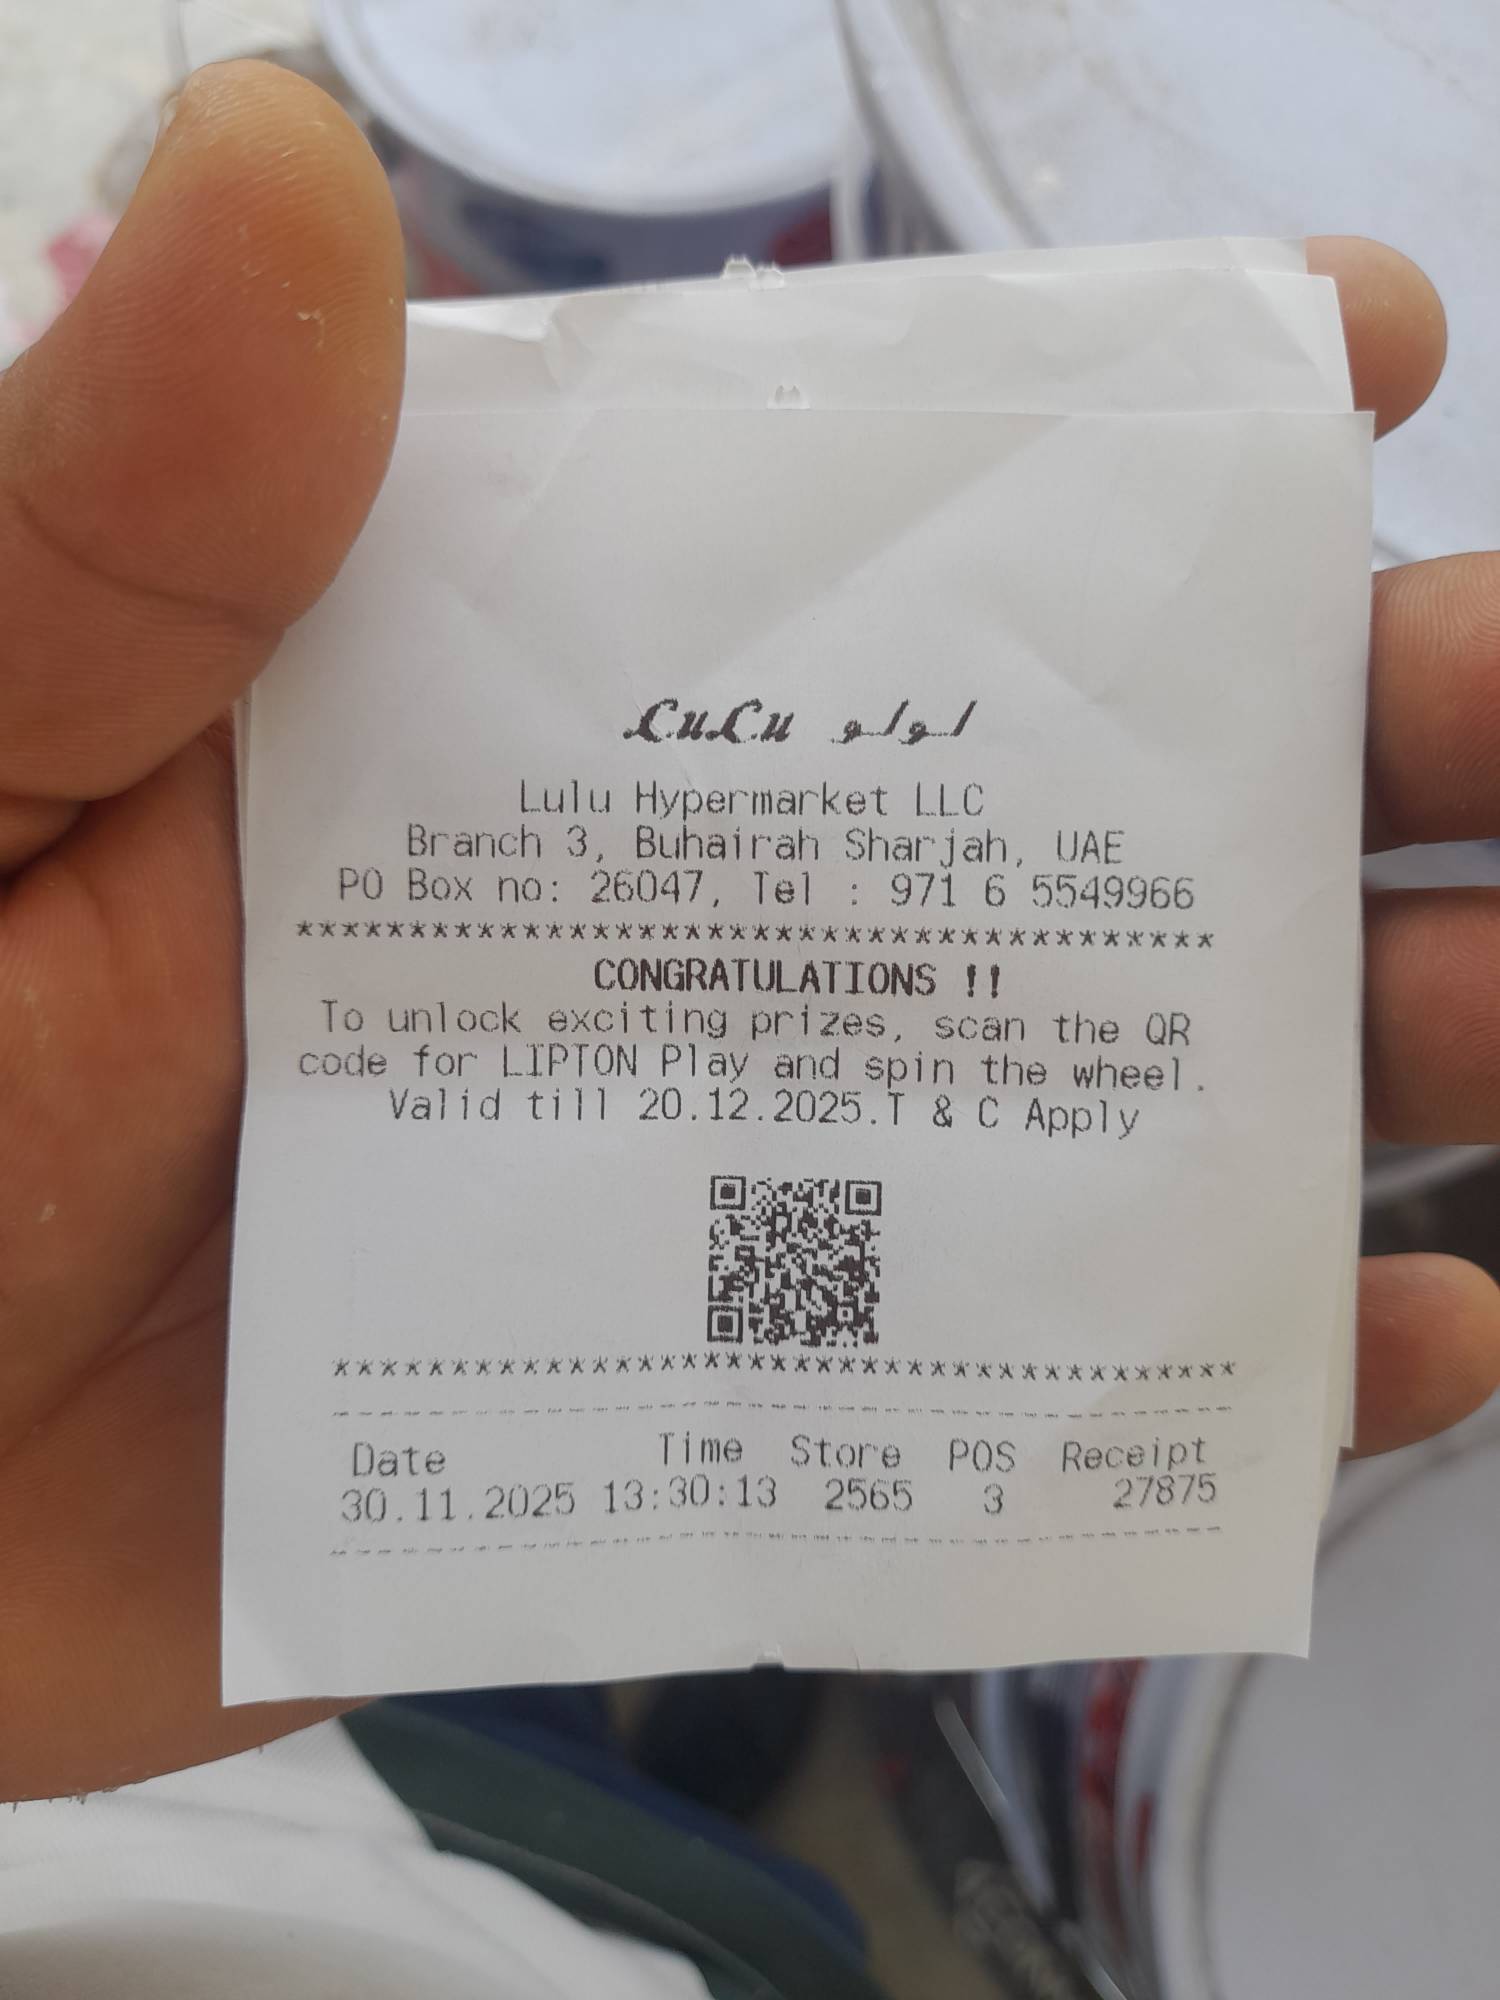 LuLu لولو
Lulu Hypermarket LLC
Branch 3, Buhairah Sharjah, UAE
PO Box no: 26047, Tel : 971 6 5549966
****************************************
CONGRATULATIONS !!
To unlock exciting prizes, scan the QR
code for LIPTON Play and spin the wheel.
Valid till 20.12.2025.T & C Apply
****************************************
----------------------------------------
Date Time Store POS Receipt
30.11.2025 13:30:13 2565 3 27875
----------------------------------------